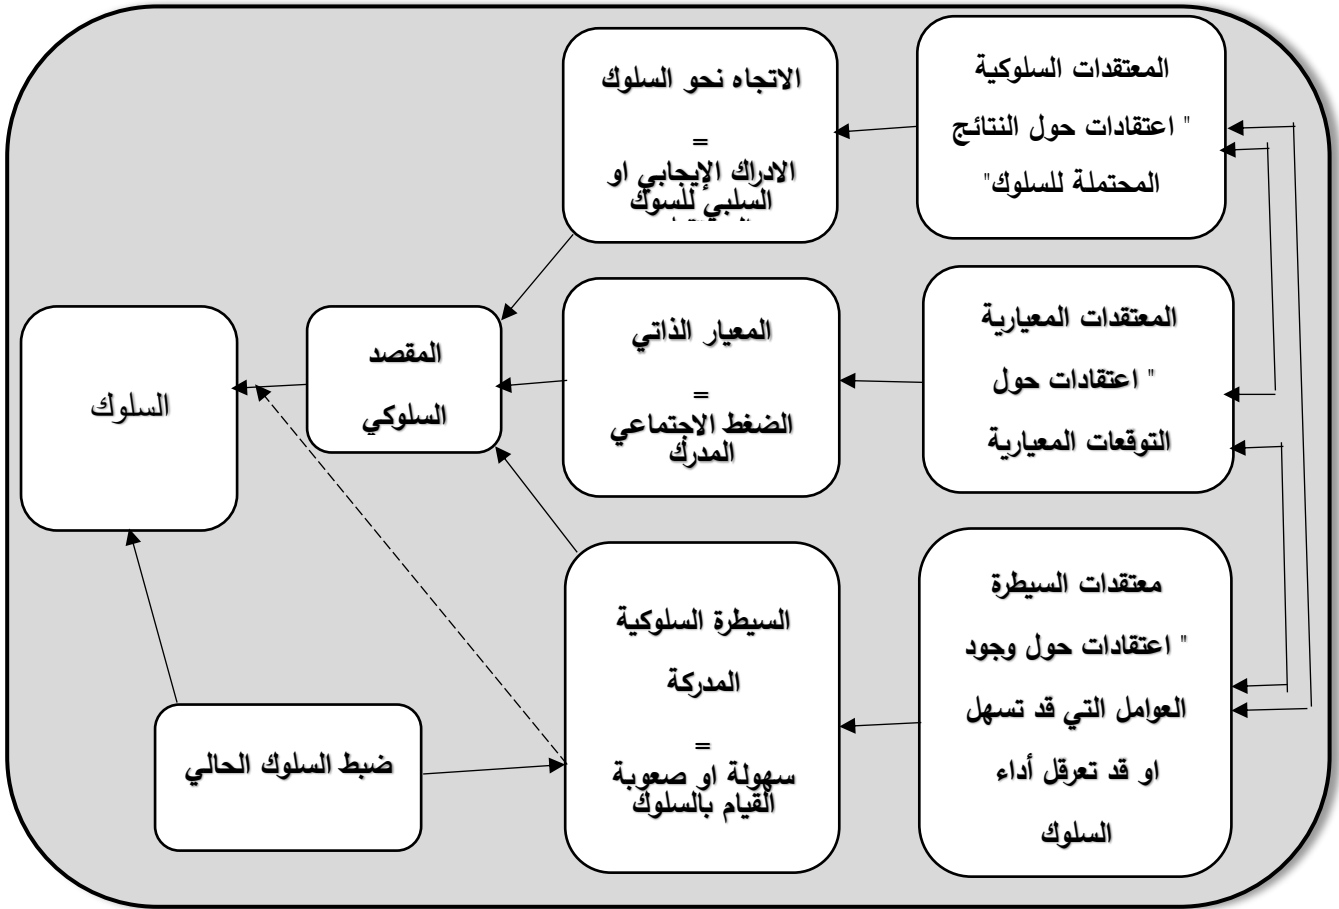 المعتقدات السلوكية
" اعتقادات حول النتائج
المحتملة للسلوك"
الاتجاه نحو السلوك
=
الادراك الإيجابي او
السلبي للسوك
المعتقدات المعيارية
" اعتقادات حول
التوقعات المعيارية
المعيار الذاتي
=
الضغط الاجتماعي
المدرك
المقصد
السلوكي
السلوك
معتقدات السيطرة
" اعتقادات حول وجود
العوامل التي قد تسهل
او قد تعرقل أداء
السلوك
السيطرة السلوكية
المدركة
=
سهولة او صعوبة
القيام بالسلوك
ضبط السلوك الحالي